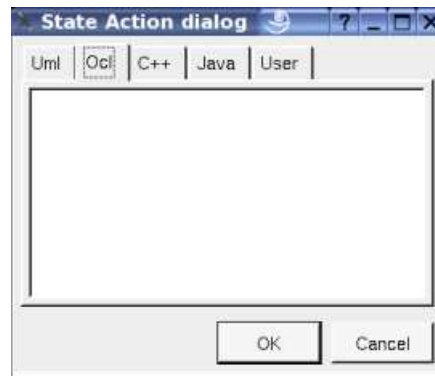 State Action dialog ?
Uml Ocl C++ Java User
OK Cancel